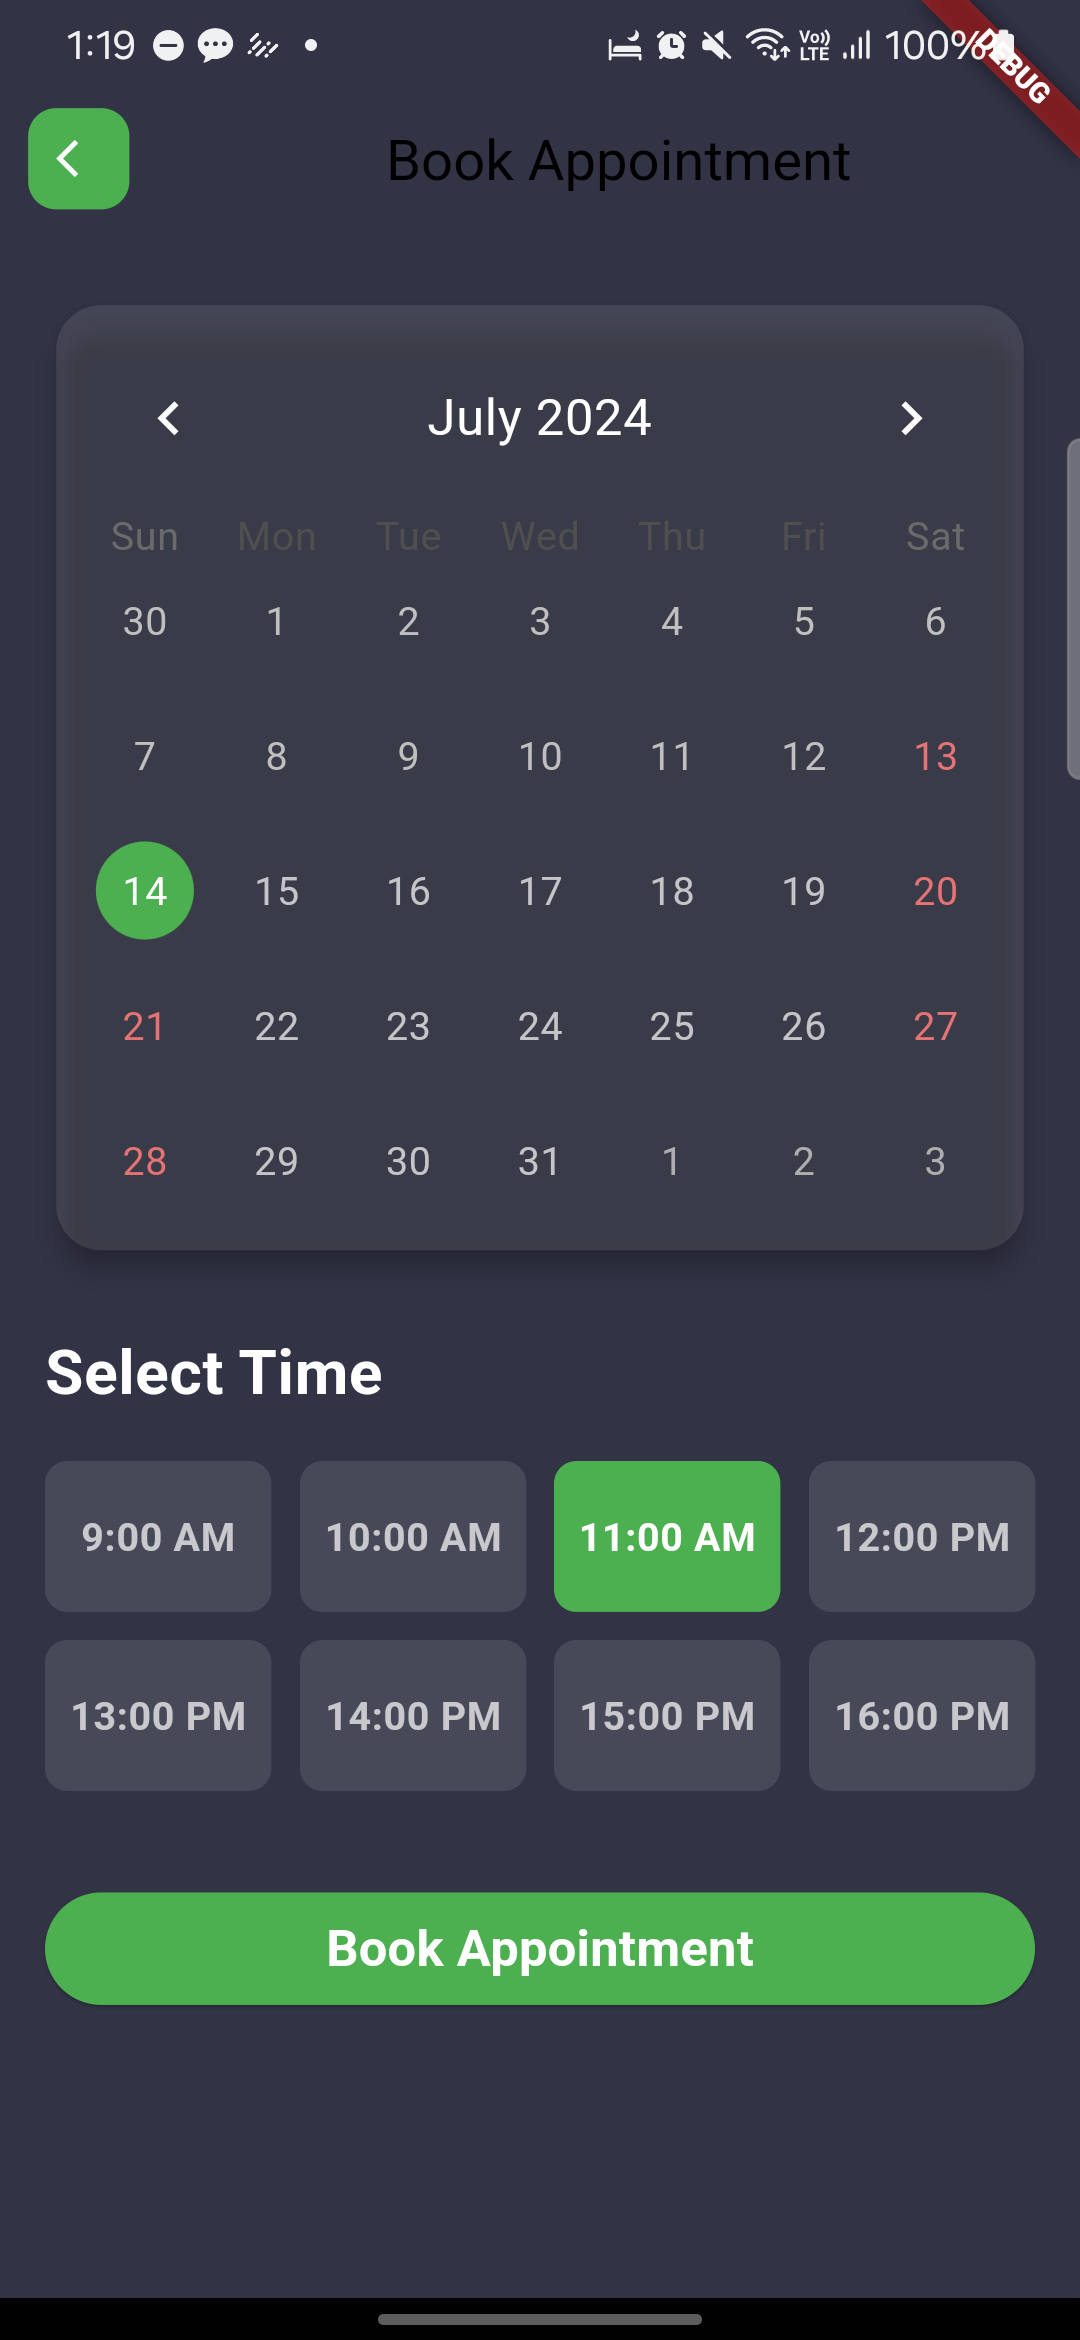 1:19 Vo)) LTE 100%
DEBUG
Book Appointment
July 2024
Sun Mon Tue Wed Thu Fri Sat
30 1 2 3 4 5 6
7 8 9 10 11 12 13
14 15 16 17 18 19 20
21 22 23 24 25 26 27
28 29 30 31 1 2 3
Select Time
9:00 AM 10:00 AM 11:00 AM 12:00 PM
13:00 PM 14:00 PM 15:00 PM 16:00 PM
Book Appointment